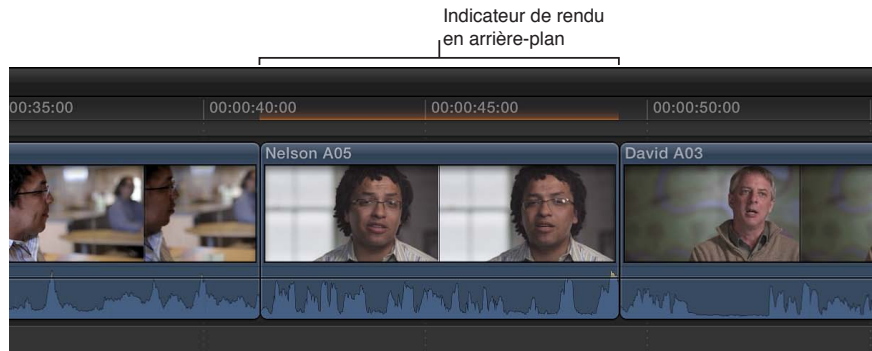 Indicateur de rendu
en arrière-plan
00:35:00
00:00:40:00
00:00:45:00
00:00:50:00
Nelson A05
David A03